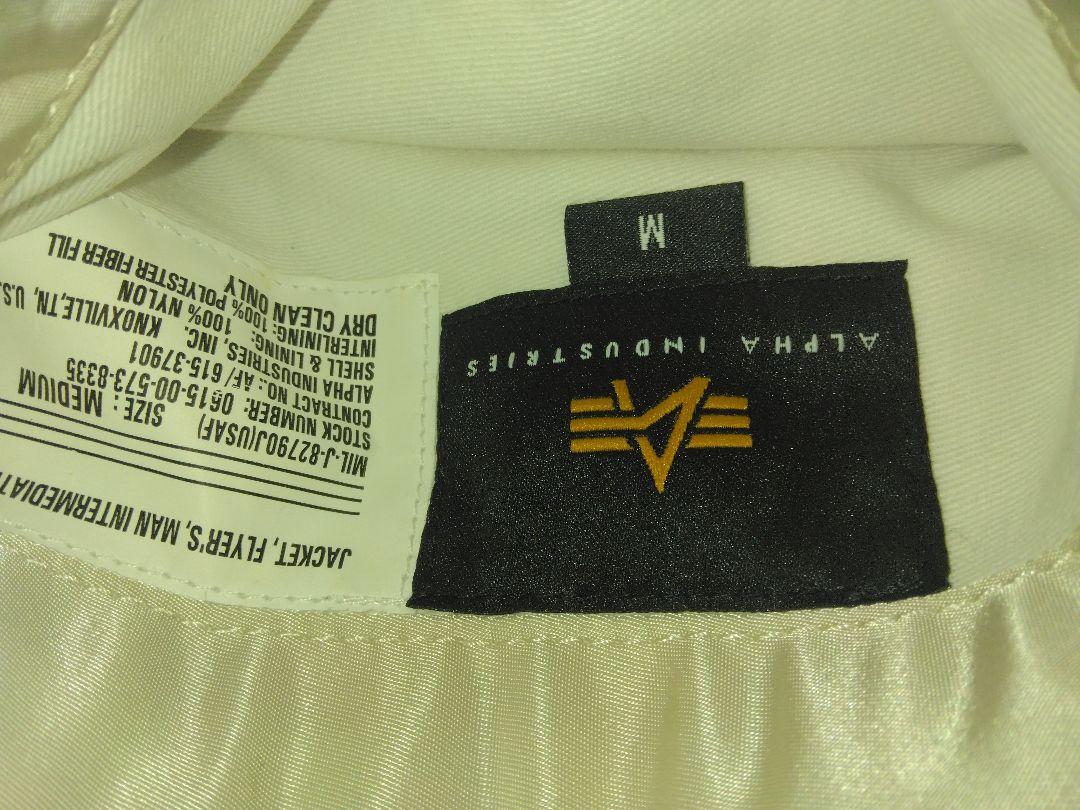 JACKET, FLYER'S, MAN INTERMEDIAT
MIL-J-82790J(USAF) SIZE: MEDIUM
STOCK NUMBER: 0615-00-573-8335
CONTRACT NO.: AF/ 615-37901
ALPHA INDUSTRIES, INC. KNOXVILLE,TN, U.S.
SHELL & LINING: 100% NYLON
INTERLINING: 100% POLYESTER FIBER FILL
DRY CLEAN ONLY
ALPHA INDUSTRIES
M